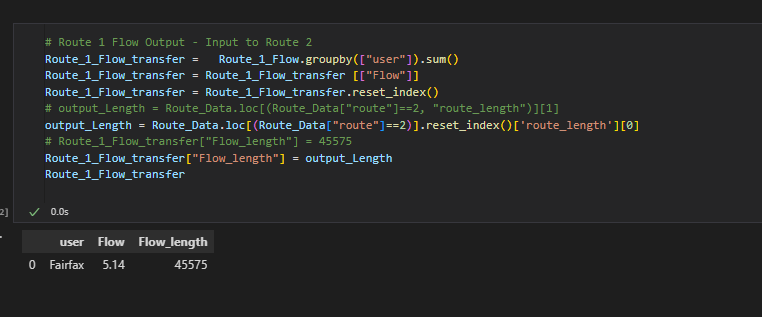 # Route 1 Flow Output - Input to Route 2
Route_1_Flow_transfer =   Route_1_Flow.groupby(["user"]).sum()
Route_1_Flow_transfer = Route_1_Flow_transfer [["Flow"]]
Route_1_Flow_transfer = Route_1_Flow_transfer.reset_index()
# output_Length = Route_Data.loc[(Route_Data["route"]==2, "route_length")][1]
output_Length = Route_Data.loc[(Route_Data["route"]==2)].reset_index()['route_length'][0]
# Route_1_Flow_transfer["Flow_length"] = 45575
Route_1_Flow_transfer["Flow_length"] = output_Length
Route_1_Flow_transfer
2] ✓ 0.0s
user Flow Flow_length
0 Fairfax 5.14 45575